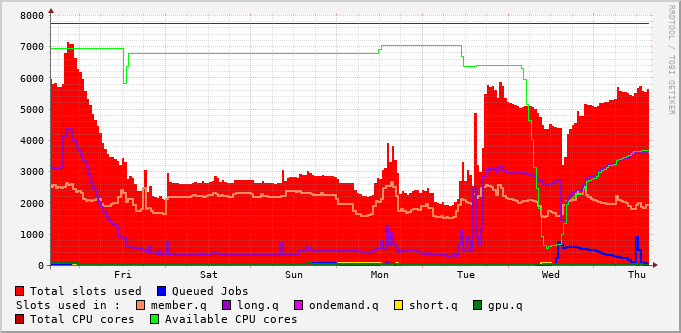 RRDTOOL / TOBI OETIKER
8000
7000
6000
5000
4000
3000
2000
1000
0
Fri Sat Sun Mon Tue Wed Thu
Total slots used Queued Jobs
Slots used in : member.q long.q ondemand.q short.q gpu.q
Total CPU cores Available CPU cores